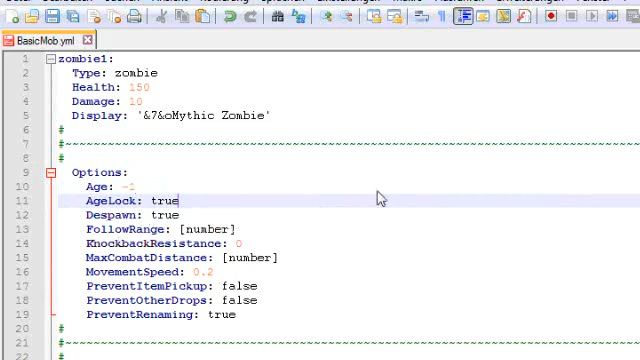 BasicMob.yml
1 zombie1:
2 Type: zombie
3 Health: 150
4 Damage: 10
5 Display: '&7&oMythic Zombie'
6 #
7 #~~~~~~~~~~~~~~~~~~~~~~~~~~~~~~~~~~~~~~~~~~~~~~~~~~~~~~~~~~~~~~~~~~~~~~~~~~~~~~~~
8 #
9 Options:
10 Age: -1
11 AgeLock: true
12 Despawn: true
13 FollowRange: [number]
14 KnockbackResistance: 0
15 MaxCombatDistance: [number]
16 MovementSpeed: 0.2
17 PreventItemPickup: false
18 PreventOtherDrops: false
19 PreventRenaming: true
20 #
21 #~~~~~~~~~~~~~~~~~~~~~~~~~~~~~~~~~~~~~~~~~~~~~~~~~~~~~~~~~~~~~~~~~~~~~~~~~~~~~~~~
22 #